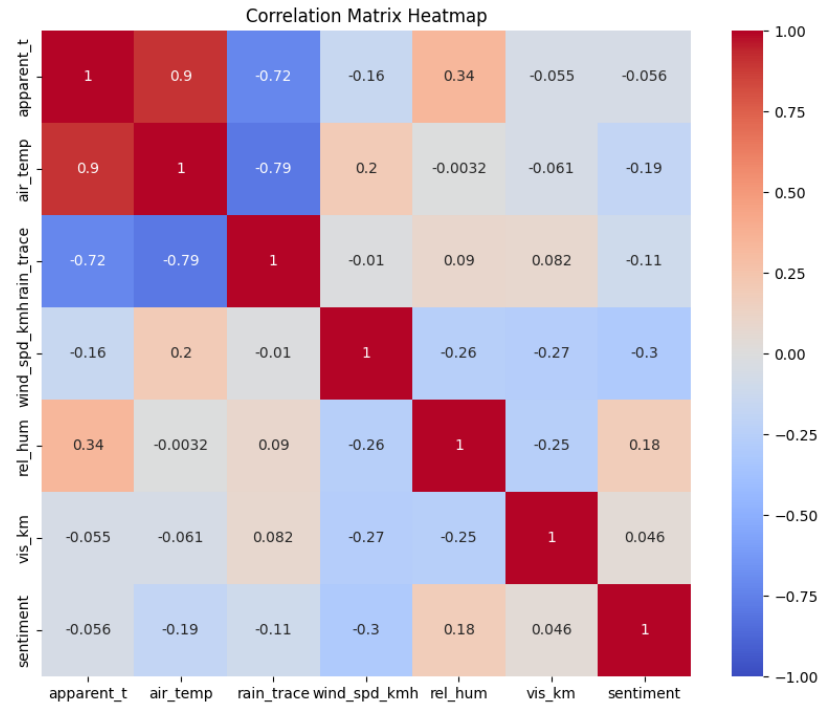 Correlation Matrix Heatmap
apparent_t 1 0.9 -0.72 -0.16 0.34 -0.055 -0.056
air_temp 0.9 1 -0.79 0.2 -0.0032 -0.061 -0.19
rain_trace -0.72 -0.79 1 -0.01 0.09 0.082 -0.11
wind_spd_kmh -0.16 0.2 -0.01 1 -0.26 -0.27 -0.3
rel_hum 0.34 -0.0032 0.09 -0.26 1 -0.25 0.18
vis_km -0.055 -0.061 0.082 -0.27 -0.25 1 0.046
sentiment -0.056 -0.19 -0.11 -0.3 0.18 0.046 1
apparent_t air_temp rain_trace wind_spd_kmh rel_hum vis_km sentiment
1.00
0.75
0.50
0.25
0.00
−0.25
−0.50
−0.75
−1.00